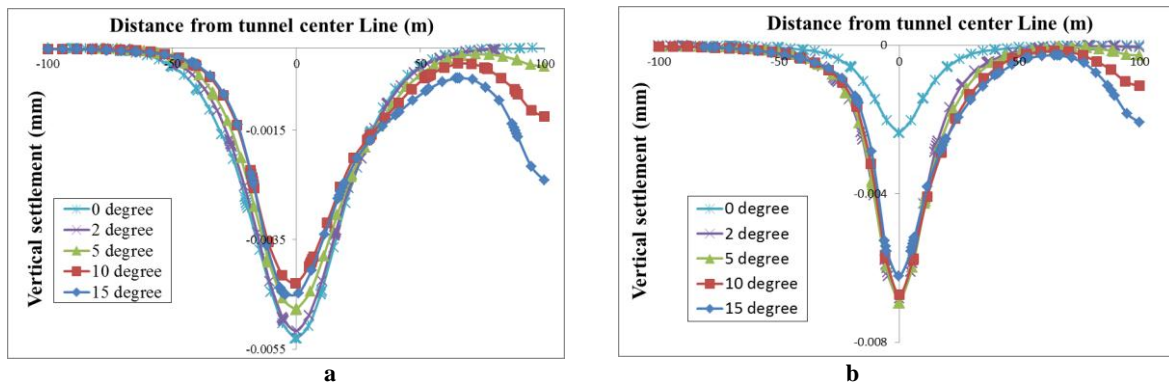 Distance from tunnel center Line (m)
-100
-50
0
50
100
-0.0015
-0.0035
-0.0055
Vertical settlement (mm)
0 degree
2 degree
5 degree
10 degree
15 degree
a
Distance from tunnel center Line (m)
0
-100
-50
0
50
100
-0.004
-0.008
Vertical settlement (mm)
0 degree
2 degree
5 degree
10 degree
15 degree
b